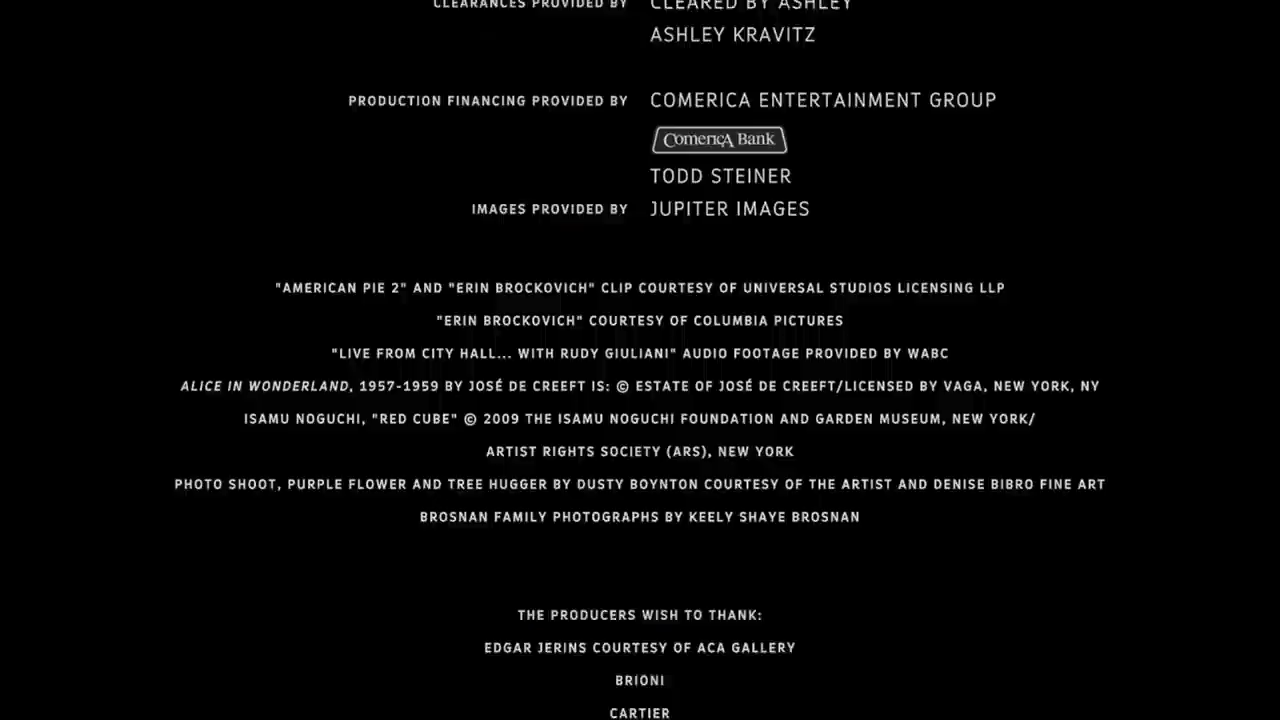 CLEARANCES PROVIDED BY CLEARED BY ASHLEY
ASHLEY KRAVITZ
PRODUCTION FINANCING PROVIDED BY COMERICA ENTERTAINMENT GROUP
ComericA Bank
TODD STEINER
IMAGES PROVIDED BY JUPITER IMAGES
"AMERICAN PIE 2" AND "ERIN BROCKOVICH" CLIP COURTESY OF UNIVERSAL STUDIOS LICENSING LLP
"ERIN BROCKOVICH" COURTESY OF COLUMBIA PICTURES
"LIVE FROM CITY HALL... WITH RUDY GIULIANI" AUDIO FOOTAGE PROVIDED BY WABC
ALICE IN WONDERLAND, 1957-1959 BY JOSÉ DE CREEFT IS: © ESTATE OF JOSÉ DE CREEFT/LICENSED BY VAGA, NEW YORK, NY
ISAMU NOGUCHI, "RED CUBE" © 2009 THE ISAMU NOGUCHI FOUNDATION AND GARDEN MUSEUM, NEW YORK/
ARTIST RIGHTS SOCIETY (ARS), NEW YORK
PHOTO SHOOT, PURPLE FLOWER AND TREE HUGGER BY DUSTY BOYNTON COURTESY OF THE ARTIST AND DENISE BIBRO FINE ART
BROSNAN FAMILY PHOTOGRAPHS BY KEELY SHAYE BROSNAN
THE PRODUCERS WISH TO THANK:
EDGAR JERINS COURTESY OF ACA GALLERY
BRIONI
CARTIER